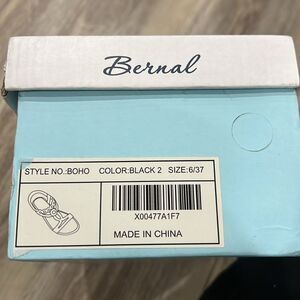 Bernal
STYLE NO.:BOHO COLOR:BLACK 2 SIZE:6/37
X00477A1F7
MADE IN CHINA